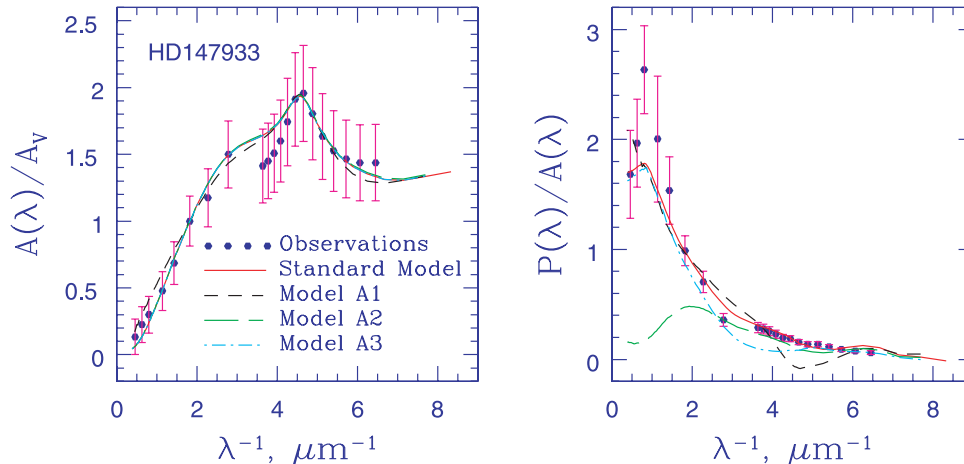 2.5
2
1.5
1
0.5
0
0
2
4
6
8
A(λ)/A_V
λ⁻¹, μm⁻¹
HD147933
Observations
Standard Model
Model A1
Model A2
Model A3
3
2
1
0
0
2
4
6
8
P(λ)/A(λ)
λ⁻¹, μm⁻¹